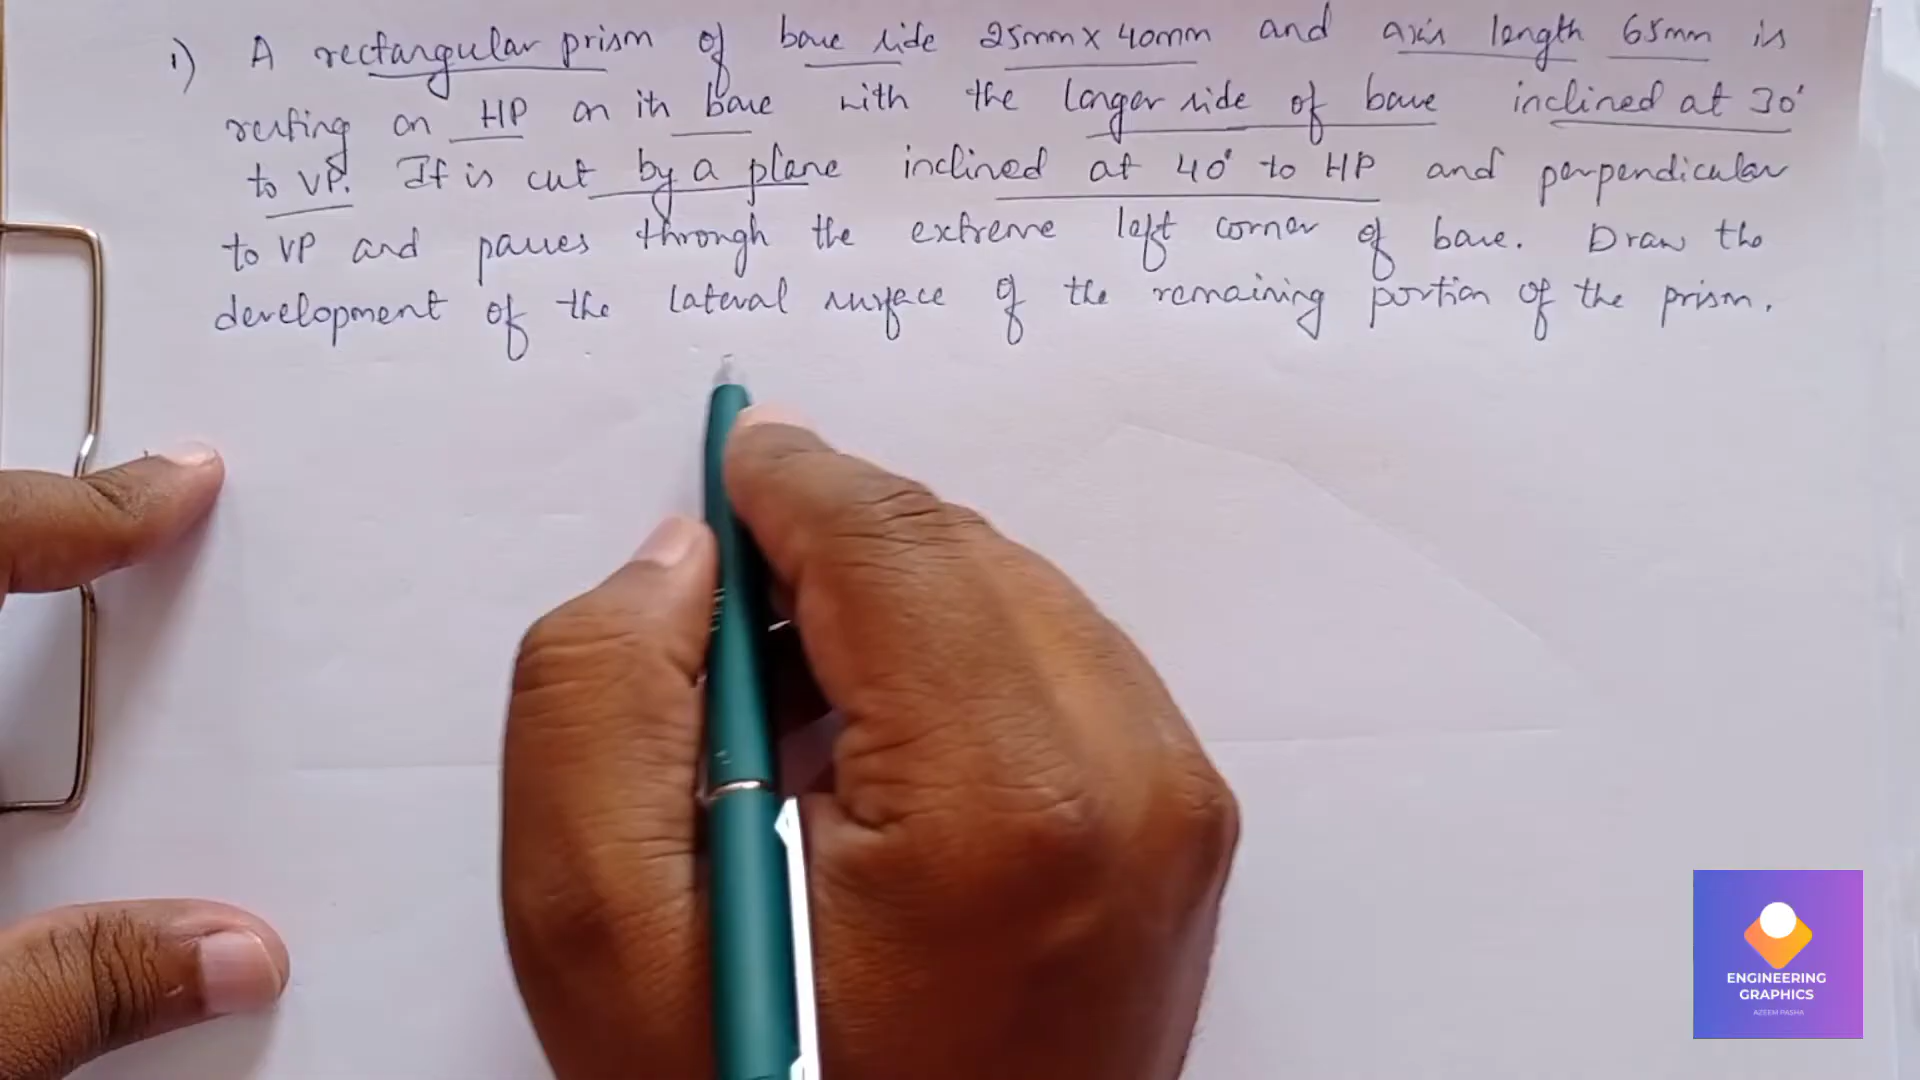 1) A rectangular prism of base side 25mm x 40mm and axis length 65mm is
resting on HP on its base with the longer side of base inclined at 30°
to VP. It is cut by a plane inclined at 40° to HP and perpendicular
to VP and passes through the extreme left corner of base. Draw the
development of the lateral surface of the remaining portion of the prism.
ENGINEERING
GRAPHICS
AZEEM PASHA